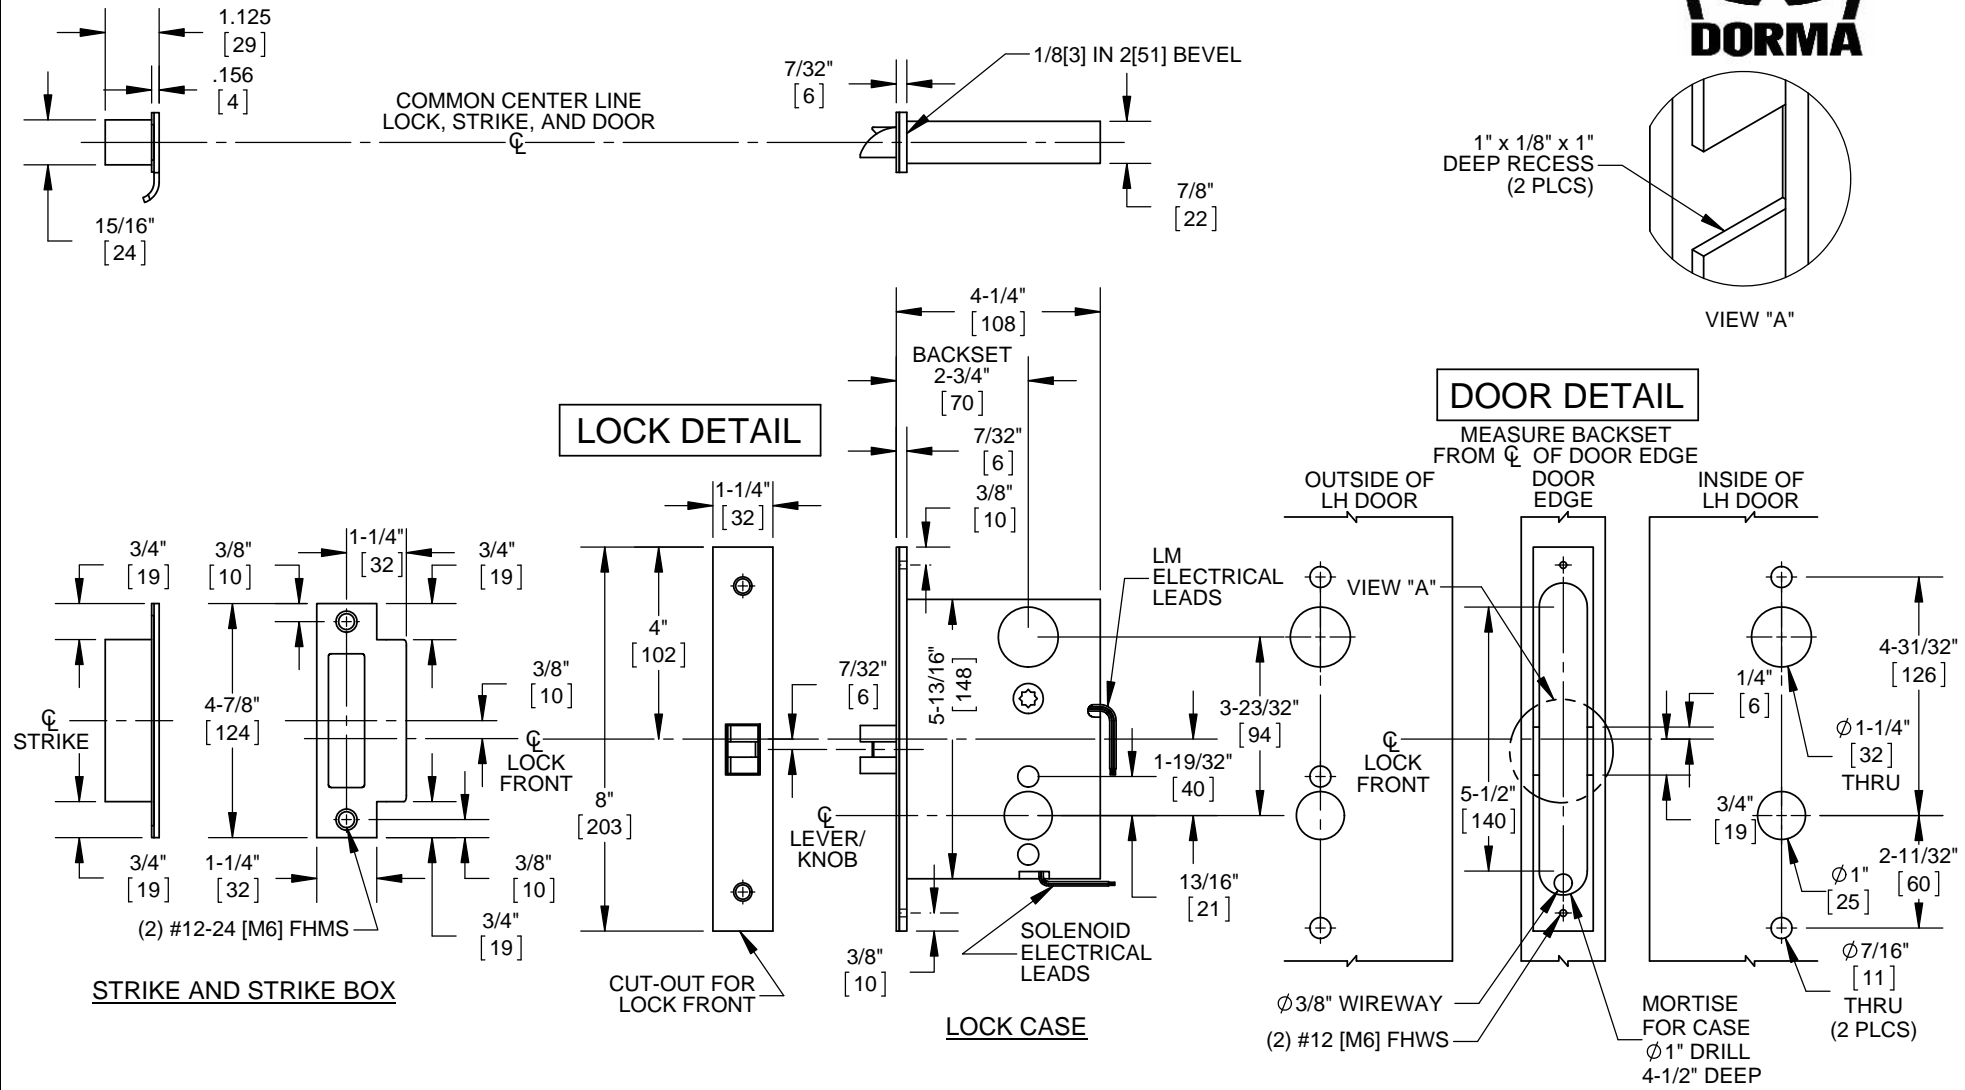 1.125
[29]
.156
[4]
15/16"
[24]
COMMON CENTER LINE
LOCK, STRIKE, AND DOOR
℄
7/32"
[6]
1/8[3] IN 2[51] BEVEL
7/8"
[22]
DORMA
1" x 1/8" x 1"
DEEP RECESS
(2 PLCS)
VIEW "A"
4-1/4"
[108]
BACKSET
2-3/4"
[70]
7/32"
[6]
3/8"
[10]
LOCK DETAIL
1-1/4"
[32]
DOOR DETAIL
MEASURE BACKSET
FROM ℄ OF DOOR EDGE
OUTSIDE OF
LH DOOR
DOOR
EDGE
INSIDE OF
LH DOOR
3/4"
[19]
3/8"
[10]
1-1/4"
[32]
3/4"
[19]
4-7/8"
[124]
℄
STRIKE
3/8"
[10]
℄
LOCK
FRONT
3/4"
[19]
1-1/4"
[32]
3/8"
[10]
3/4"
[19]
(2) #12-24 [M6] FHMS
STRIKE AND STRIKE BOX
4"
[102]
8"
[203]
CUT-OUT FOR
LOCK FRONT
7/32"
[6]
5-13/16"
[148]
LM
ELECTRICAL
LEADS
3-23/32"
[94]
1-19/32"
[40]
℄
LEVER/
KNOB
13/16"
[21]
SOLENOID
ELECTRICAL
LEADS
3/8"
[10]
LOCK CASE
VIEW "A"
℄
LOCK
FRONT
5-1/2"
[140]
1/4"
[6]
3/4"
[19]
4-31/32"
[126]
Ø1-1/4"
[32]
THRU
2-11/32"
[60]
Ø1"
[25]
Ø7/16"
[11]
THRU
(2 PLCS)
Ø3/8" WIREWAY
(2) #12 [M6] FHWS
MORTISE
FOR CASE
Ø1" DRILL
4-1/2" DEEP